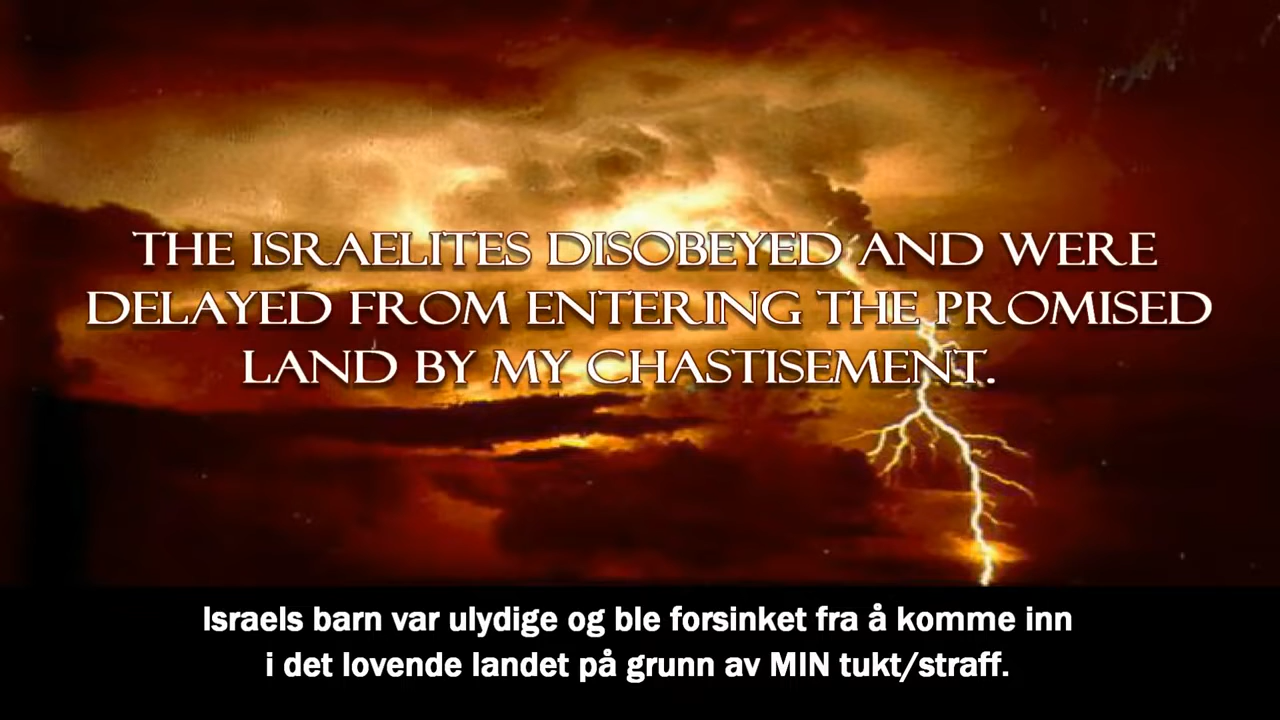 THE ISRAELITES DISOBEYED AND WERE
DELAYED FROM ENTERING THE PROMISED
LAND BY MY CHASTISEMENT.
Israels barn var ulydige og ble forsinket fra å komme inn
i det lovende landet på grunn av MIN tukt/straff.